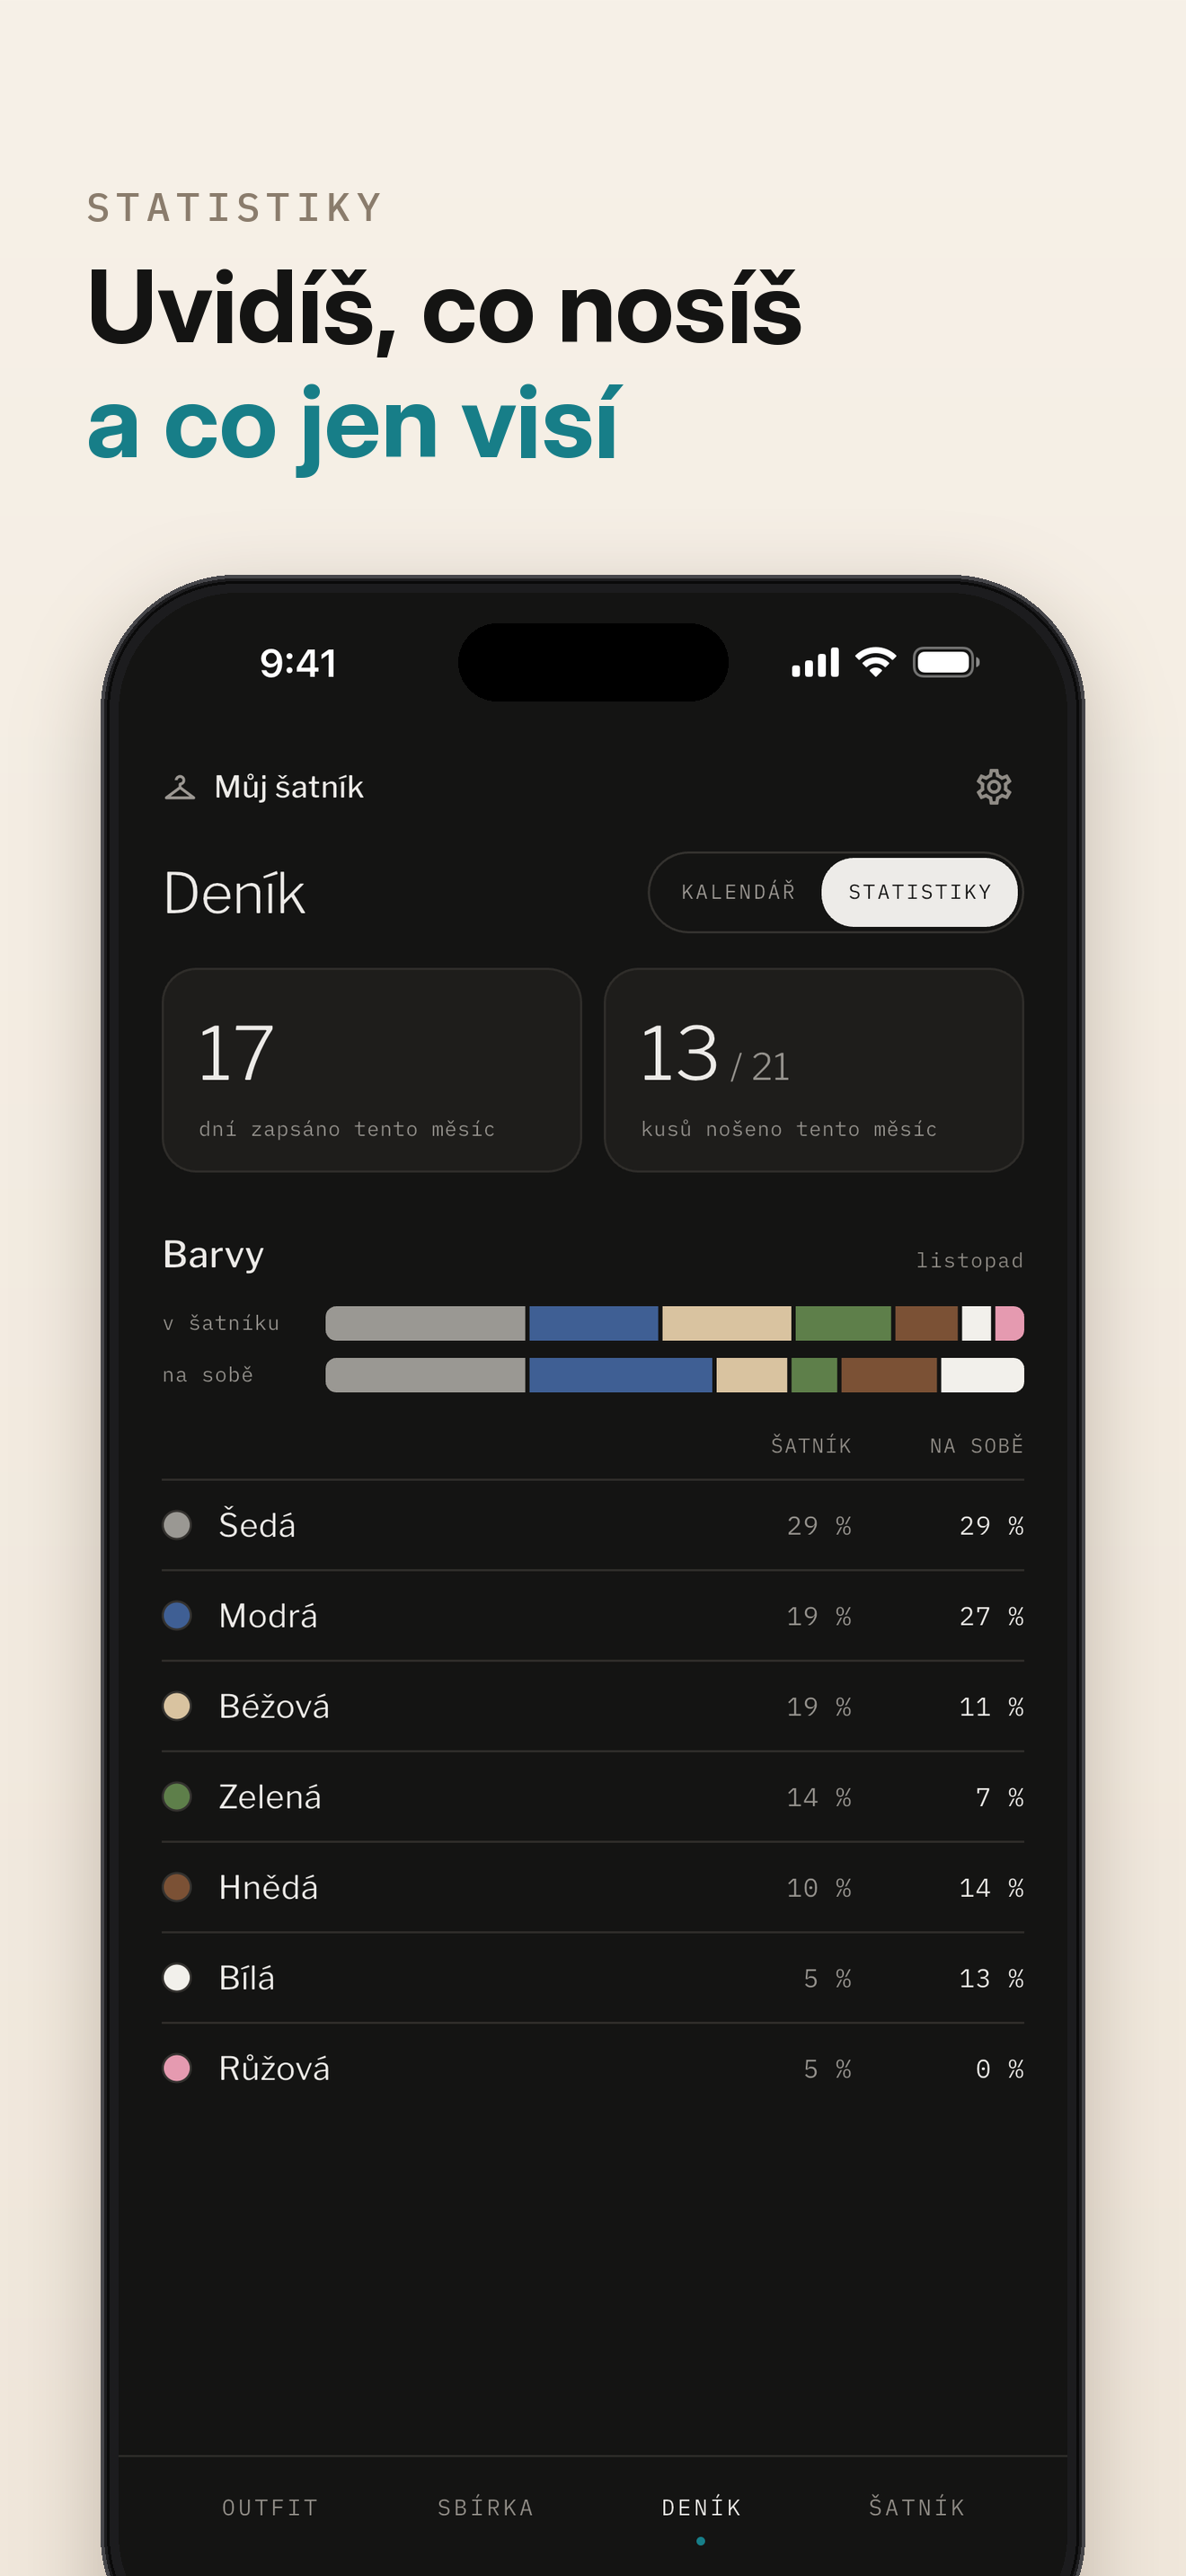 STATISTIKY
Uvidíš, co nosíš
a co jen visí
9:41
Můj šatník
Deník
KALENDÁŘ
STATISTIKY
17
13 / 21
dní zapsáno tento měsíc
kusů nošeno tento měsíc
Barvy
listopad
v šatníku
na sobě
ŠATNÍK NA SOBĚ
Šedá 29 % 29 %
Modrá 19 % 27 %
Béžová 19 % 11 %
Zelená 14 % 7 %
Hnědá 10 % 14 %
Bílá 5 % 13 %
Růžová 5 % 0 %
OUTFIT SBÍRKA DENÍK ŠATNÍK